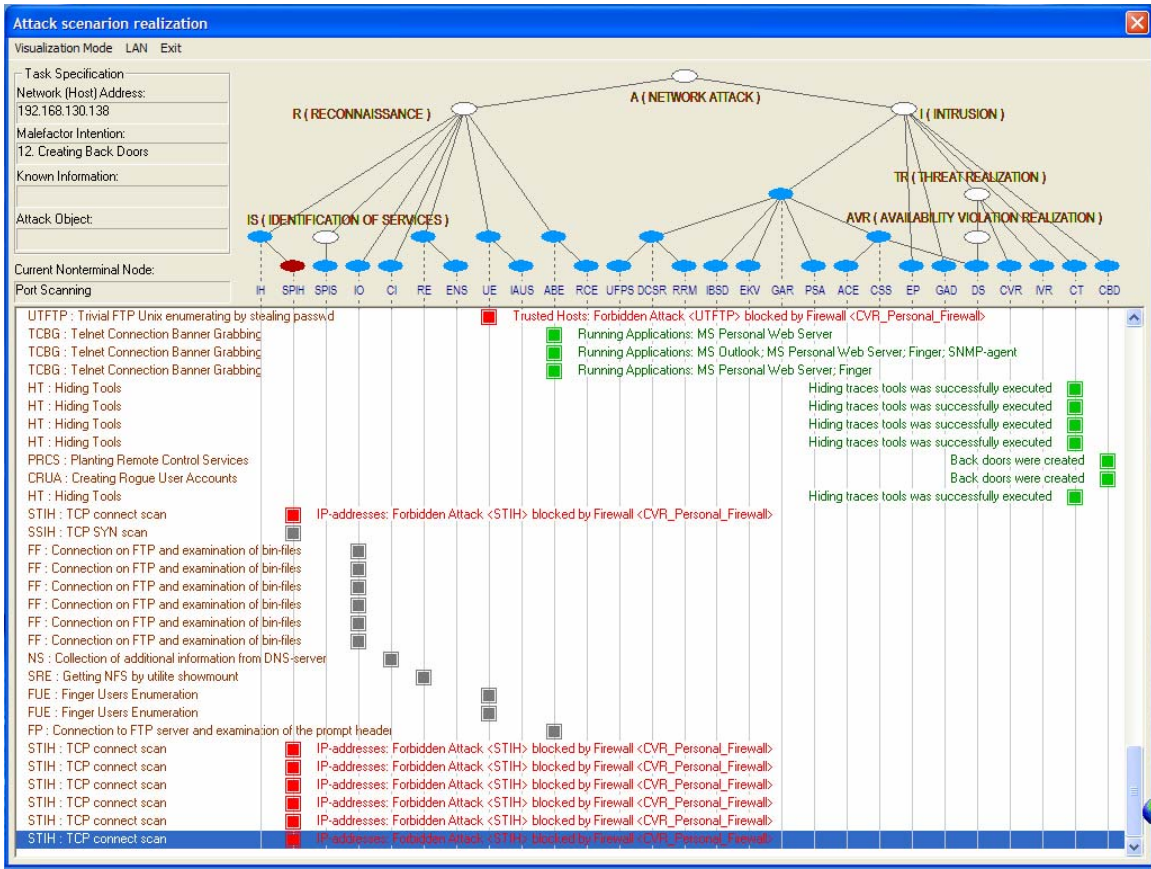 Attack scenarion realization
Visualization Mode LAN Exit
Task Specification
Network (Host) Address:
192.168.130.138
Malefactor Intention:
12. Creating Back Doors
Known Information:
Attack Object:
Current Nonterminal Node:
Port Scanning
A ( NETWORK ATTACK )
R ( RECONNAISSANCE )
I ( INTRUSION )
TR ( THREAT REALIZATION )
IS ( IDENTIFICATION OF SERVICES )
AVR ( AVAILABILITY VIOLATION REALIZATION )
IH SPIH SPIS IO CI RE ENS UE IAUS ABE RCE UFPS DCSR RRM IBSD EKV GAR PSA ACE CSS EP GAD DS CVR IVR CT CBD
UTFTP : Trivial FTP Unix enumerating by stealing passwd Trusted Hosts: Forbidden Attack <UTFTP> blocked by Firewall <CVR_Personal_Firewall>
TCBG : Telnet Connection Banner Grabbing Running Applications: MS Personal Web Server
TCBG : Telnet Connection Banner Grabbing Running Applications: MS Outlook; MS Personal Web Server; Finger; SNMP-agent
TCBG : Telnet Connection Banner Grabbing Running Applications: MS Personal Web Server; Finger
HT : Hiding Tools Hiding traces tools was successfully executed
HT : Hiding Tools Hiding traces tools was successfully executed
HT : Hiding Tools Hiding traces tools was successfully executed
HT : Hiding Tools Hiding traces tools was successfully executed
PRCS : Planting Remote Control Services Back doors were created
CRUA : Creating Rogue User Accounts Back doors were created
HT : Hiding Tools Hiding traces tools was successfully executed
STIH : TCP connect scan IP-addresses: Forbidden Attack <STIH> blocked by Firewall <CVR_Personal_Firewall>
SSIH : TCP SYN scan
FF : Connection on FTP and examination of bin-files
FF : Connection on FTP and examination of bin-files
FF : Connection on FTP and examination of bin-files
FF : Connection on FTP and examination of bin-files
FF : Connection on FTP and examination of bin-files
FF : Connection on FTP and examination of bin-files
NS : Collection of additional information from DNS-server
SRE : Getting NFS by utilite showmount
FUE : Finger Users Enumeration
FUE : Finger Users Enumeration
FP : Connection to FTP server and examination of the prompt header
STIH : TCP connect scan IP-addresses: Forbidden Attack <STIH> blocked by Firewall <CVR_Personal_Firewall>
STIH : TCP connect scan IP-addresses: Forbidden Attack <STIH> blocked by Firewall <CVR_Personal_Firewall>
STIH : TCP connect scan IP-addresses: Forbidden Attack <STIH> blocked by Firewall <CVR_Personal_Firewall>
STIH : TCP connect scan IP-addresses: Forbidden Attack <STIH> blocked by Firewall <CVR_Personal_Firewall>
STIH : TCP connect scan IP-addresses: Forbidden Attack <STIH> blocked by Firewall <CVR_Personal_Firewall>
STIH : TCP connect scan IP-addresses: Forbidden Attack <STIH> blocked by Firewall <CVR_Personal_Firewall>